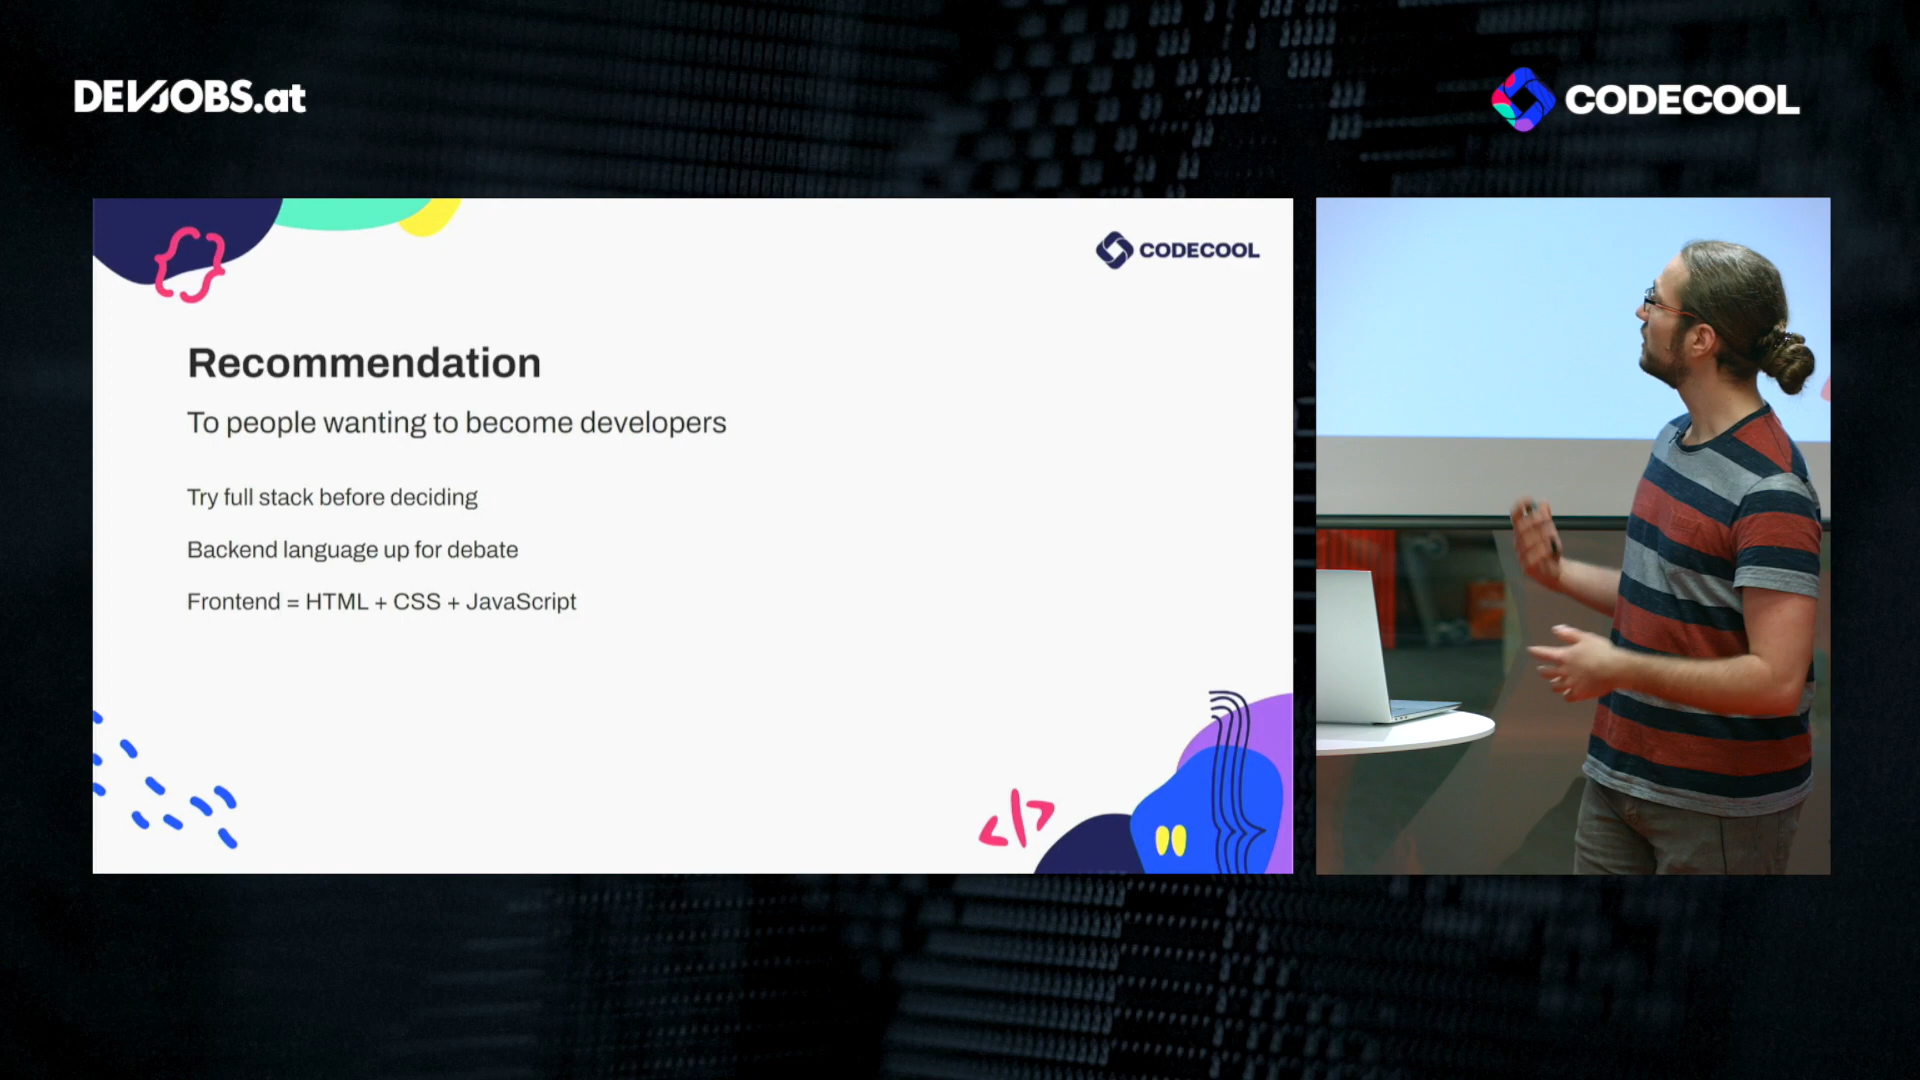 DEVJOBS.at
CODECOOL
CODECOOL
Recommendation
To people wanting to become developers
Try full stack before deciding
Backend language up for debate
Frontend = HTML + CSS + JavaScript